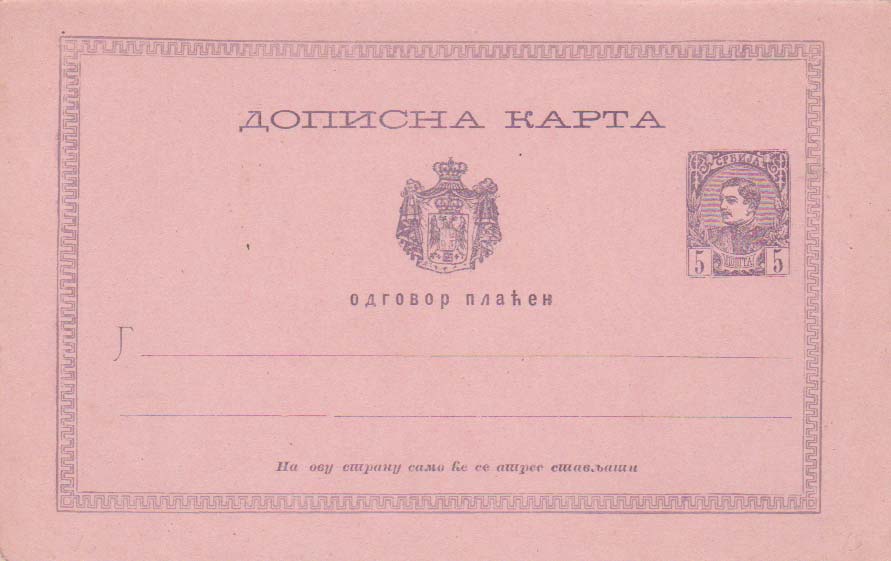 ДОПИСНА КАРТА
СРБИЈА
5 ПОШТА 5
одговор плаћен
Г
На ову страну само ће се адрес стављати